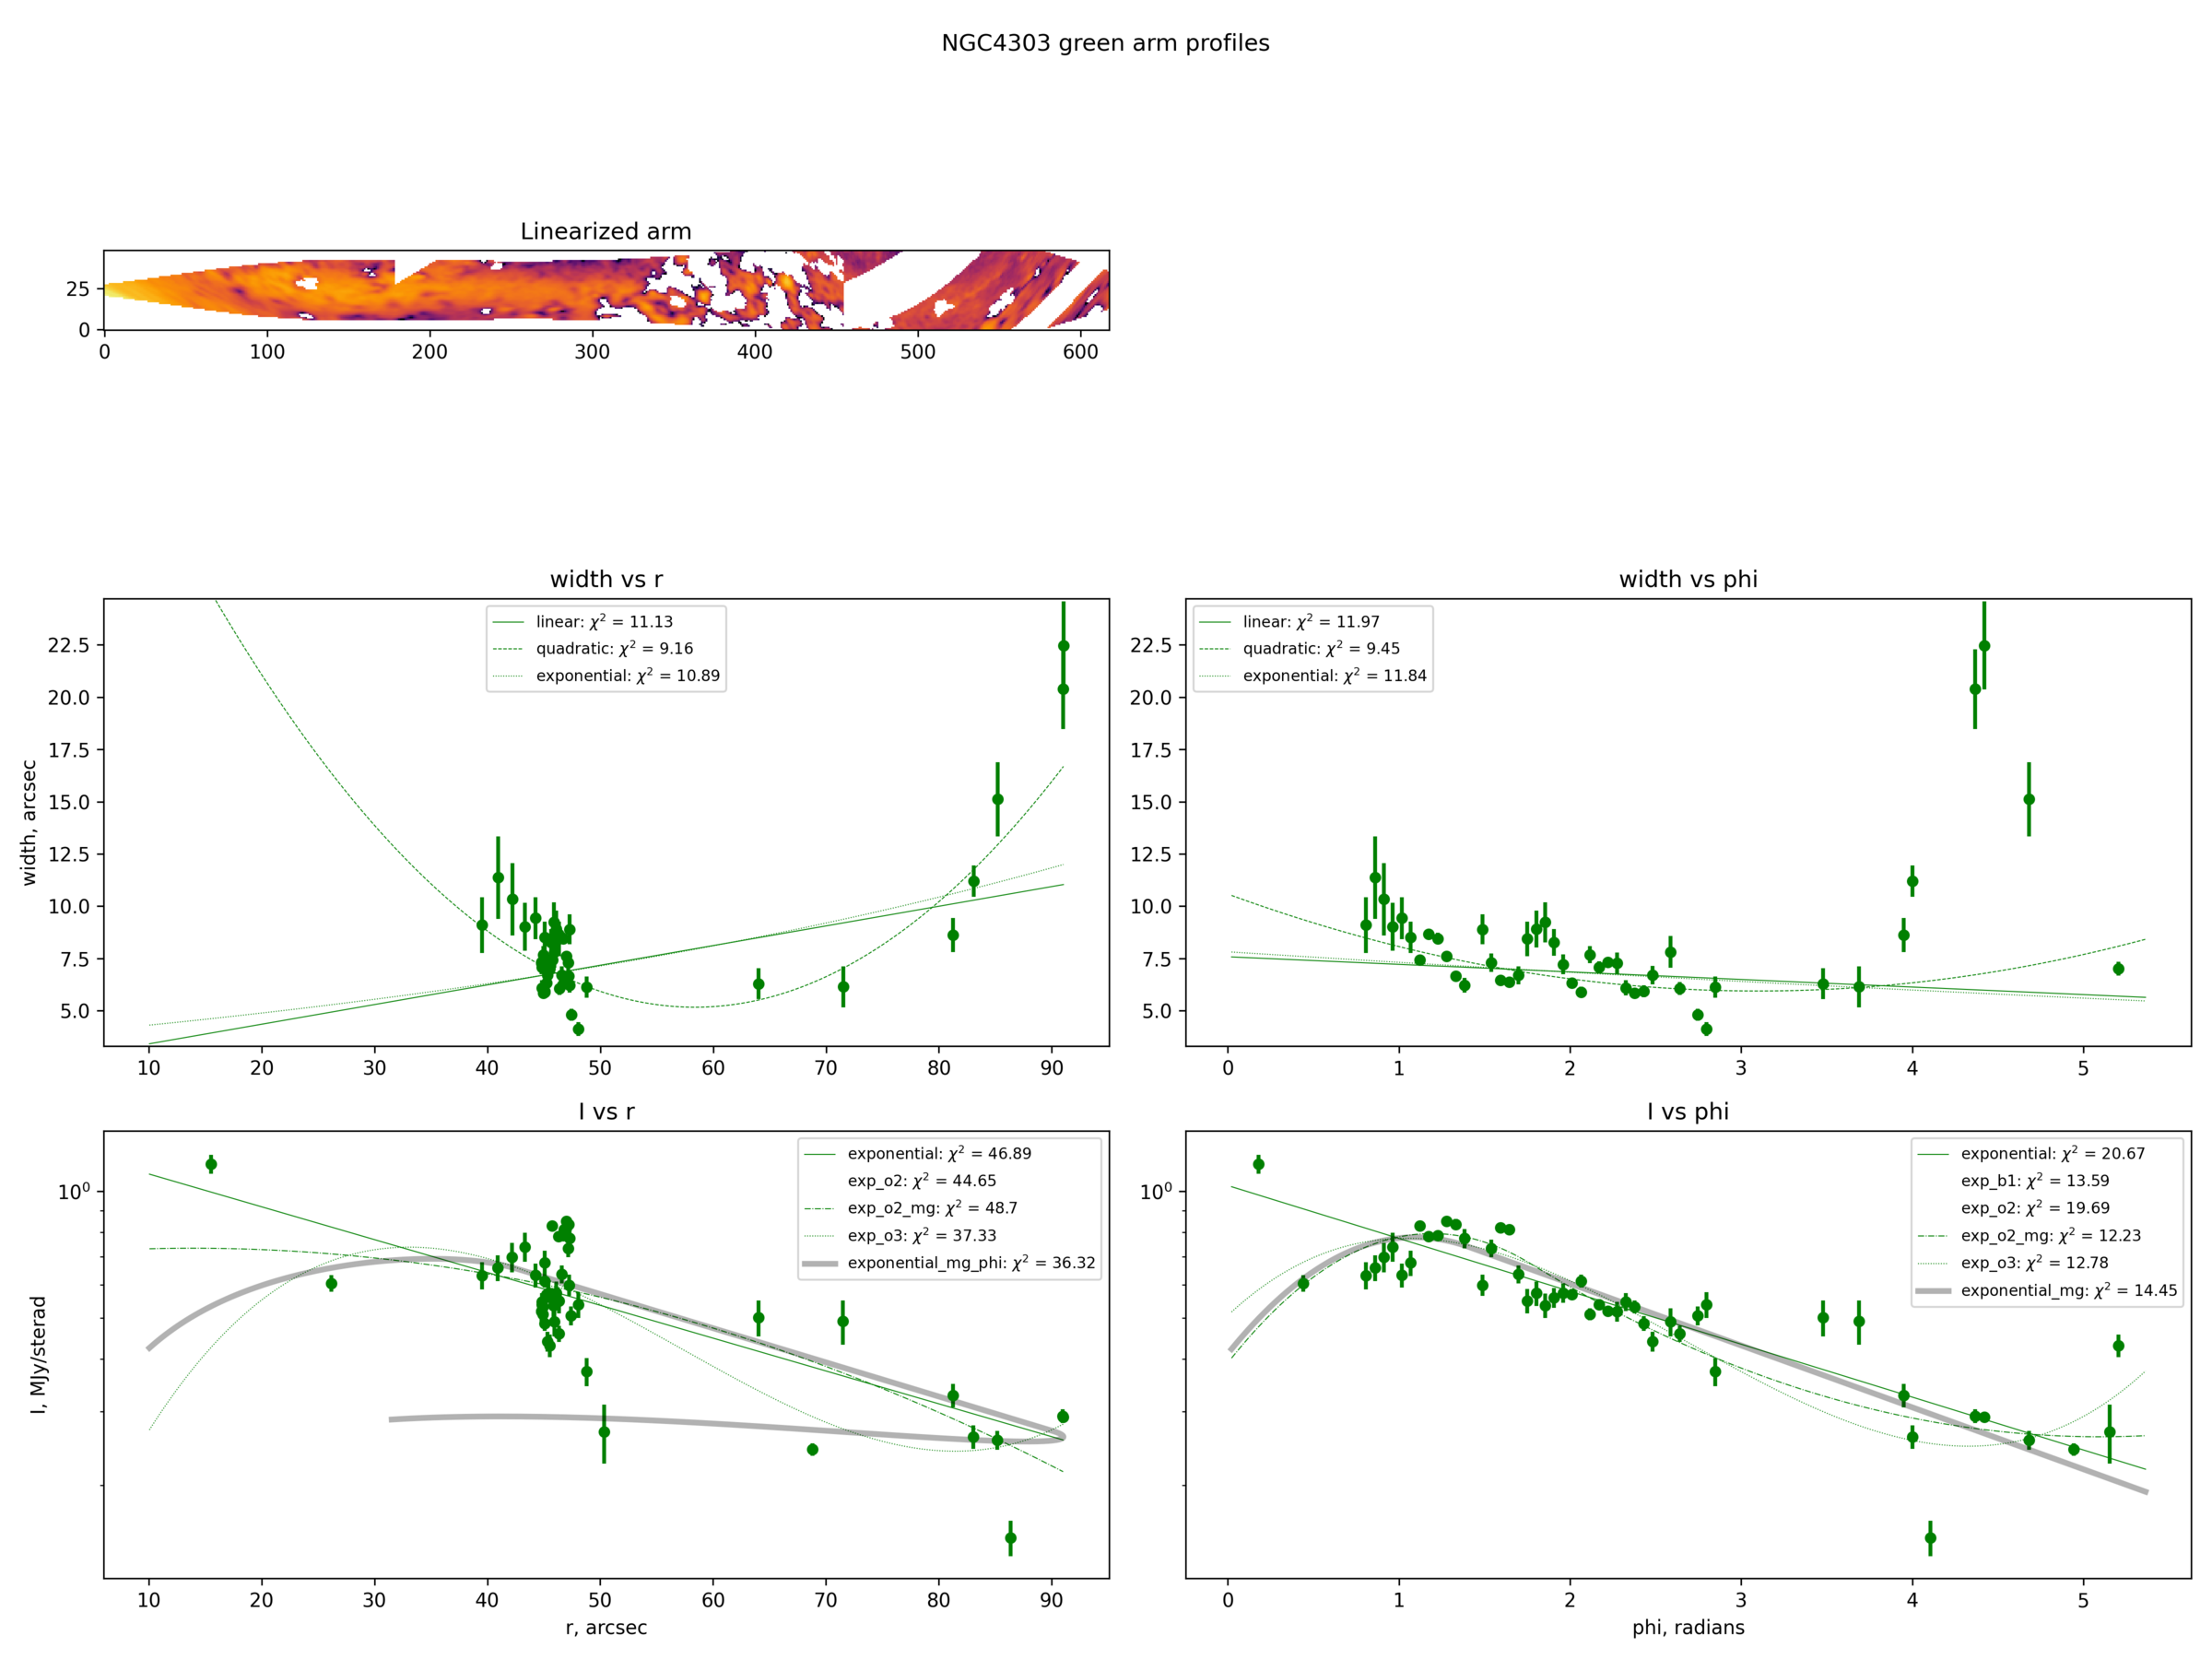 NGC4303 green arm profiles
Linearized arm
25
0
0 100 200 300 400 500 600
width vs r
width, arcsec
22.5
20.0
17.5
15.0
12.5
10.0
7.5
5.0
linear: χ² = 11.13
quadratic: χ² = 9.16
exponential: χ² = 10.89
10 20 30 40 50 60 70 80 90
width vs phi
22.5
20.0
17.5
15.0
12.5
10.0
7.5
5.0
linear: χ² = 11.97
quadratic: χ² = 9.45
exponential: χ² = 11.84
0 1 2 3 4 5
I vs r
I, MJy/sterad
10⁰
exponential: χ² = 46.89
exp_o2: χ² = 44.65
exp_o2_mg: χ² = 48.7
exp_o3: χ² = 37.33
exponential_mg_phi: χ² = 36.32
10 20 30 40 50 60 70 80 90
r, arcsec
I vs phi
10⁰
exponential: χ² = 20.67
exp_b1: χ² = 13.59
exp_o2: χ² = 19.69
exp_o2_mg: χ² = 12.23
exp_o3: χ² = 12.78
exponential_mg: χ² = 14.45
0 1 2 3 4 5
phi, radians